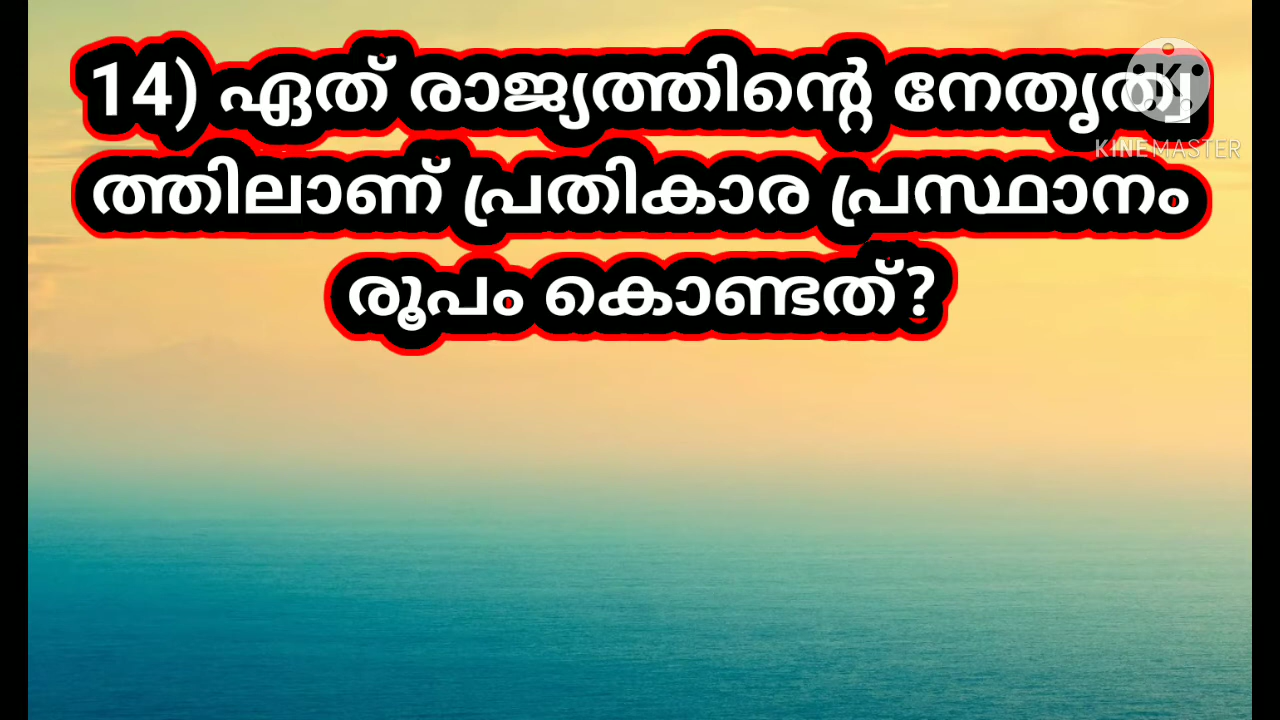 14) ഏത് രാജ്യത്തിന്റെ നേതൃത്വ
ത്തിലാണ് പ്രതികാര പ്രസ്ഥാനം
രൂപം കൊണ്ടത്?
K
KINEMASTER